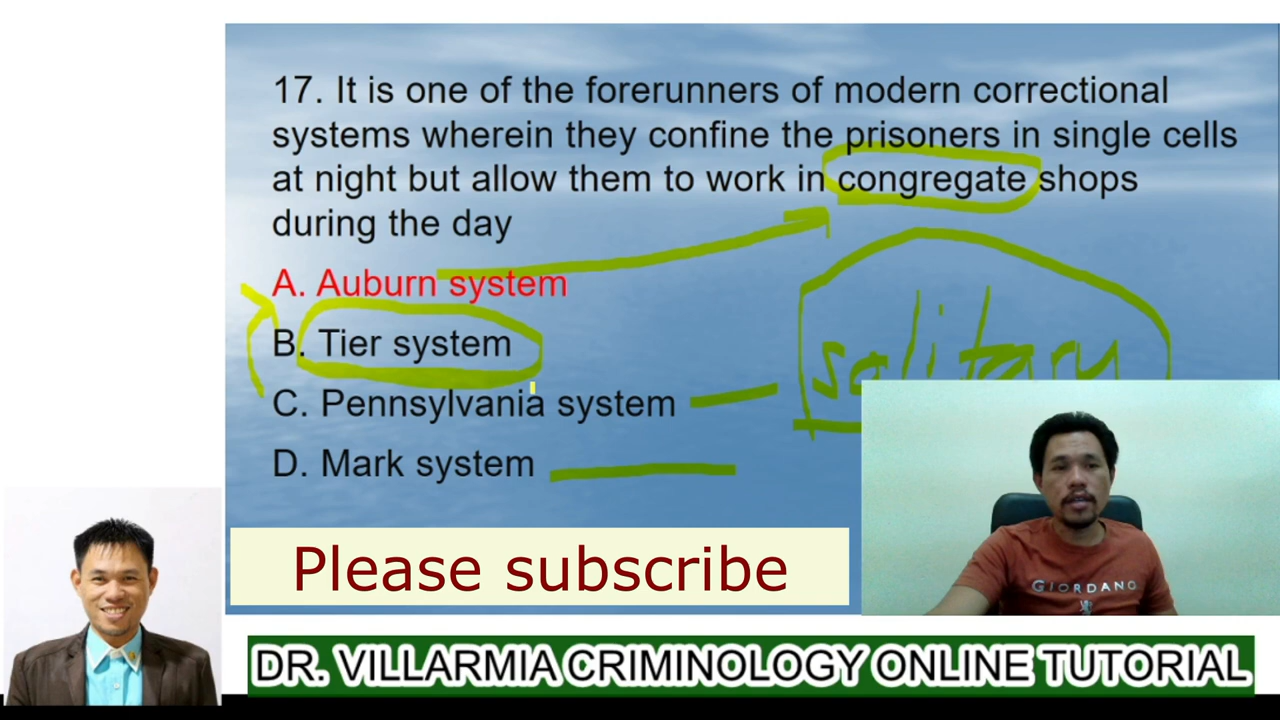 17. It is one of the forerunners of modern correctional
systems wherein they confine the prisoners in single cells
at night but allow them to work in congregate shops
during the day
A. Auburn system
B. Tier system
C. Pennsylvania system
D. Mark system
solitary
GIORDANO
Please subscribe
DR. VILLARMIA CRIMINOLOGY ONLINE TUTORIAL